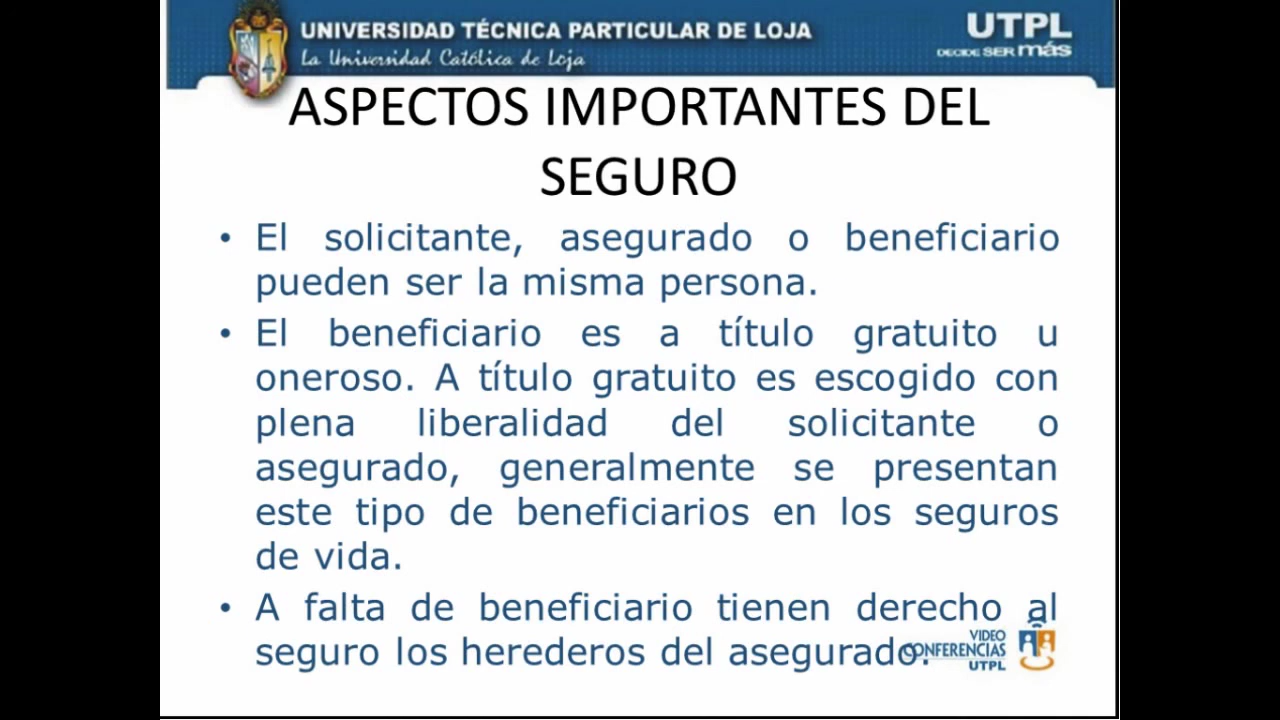 UNIVERSIDAD TÉCNICA PARTICULAR DE LOJA
La Universidad Católica de Loja
UTPL
DECIDE SER más
ASPECTOS IMPORTANTES DEL
SEGURO
• El solicitante, asegurado o beneficiario
pueden ser la misma persona.
• El beneficiario es a título gratuito u
oneroso. A título gratuito es escogido con
plena liberalidad del solicitante o
asegurado, generalmente se presentan
este tipo de beneficiarios en los seguros
de vida.
• A falta de beneficiario tienen derecho al
seguro los herederos del asegurado.
VIDEO
CONFERENCIAS
UTPL